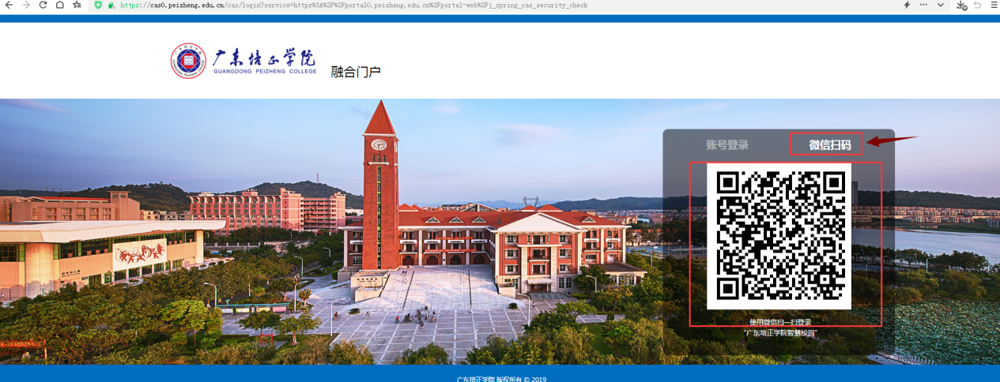 https://cas0.peizheng.edu.cn/cas/login?service=https%3A%2F%2Fportal0.peizheng.edu.cn%2Fportal-web%2Fj_spring_cas_security_check
广东培正学院
GUANGDONG PEIZHENG COLLEGE
融合门户
账号登录
微信扫码
使用微信扫一扫登录
“广东培正学院智慧校园”
广东培正学院 版权所有 © 2019